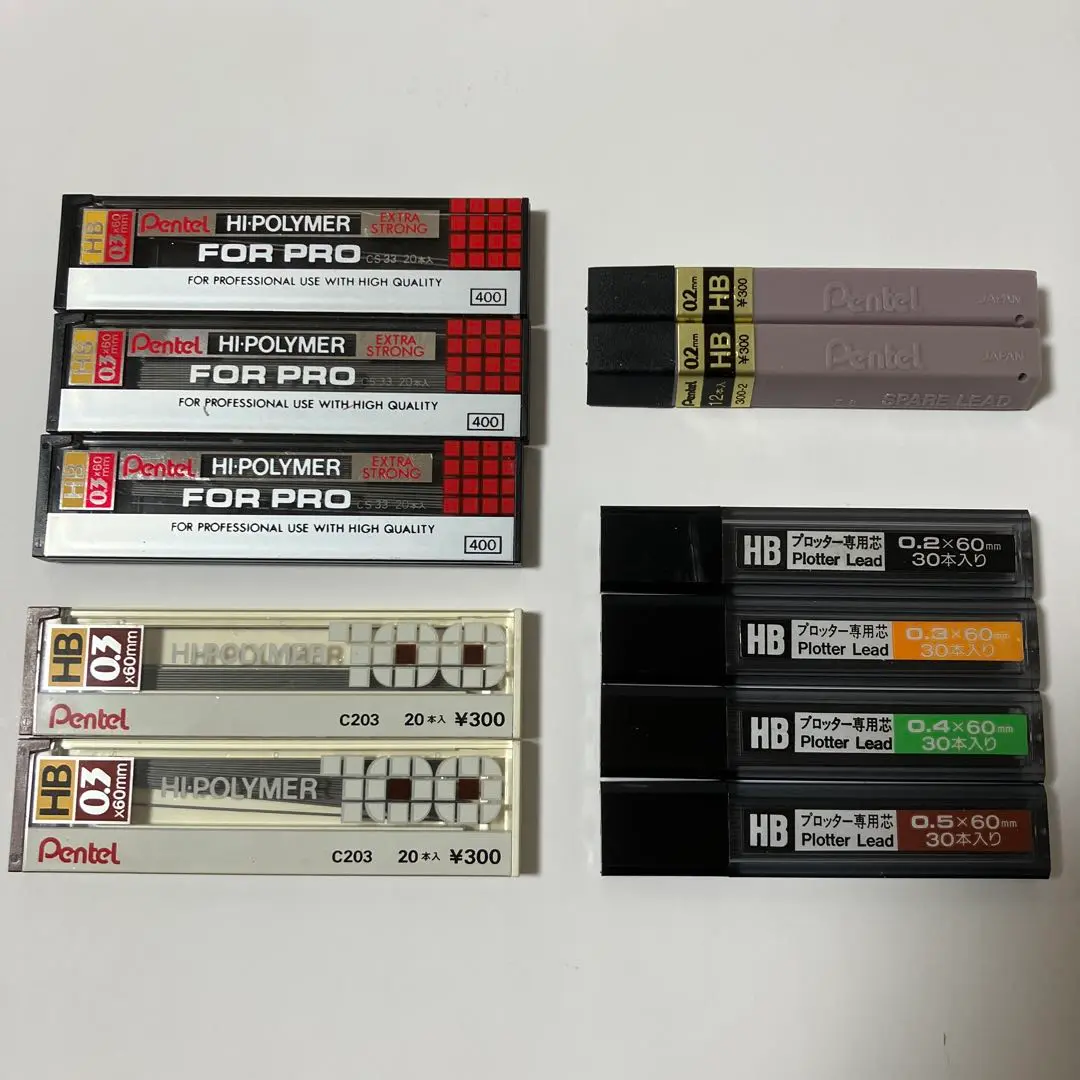 HB 0.3×60mm Pentel HI·POLYMER EXTRA STRONG
FOR PRO CS-33 20本入
FOR PROFESSIONAL USE WITH HIGH QUALITY
400
HB 0.3×60mm Pentel HI·POLYMER EXTRA STRONG
FOR PRO CS-33 20本入
FOR PROFESSIONAL USE WITH HIGH QUALITY
400
HB 0.3×60mm Pentel HI·POLYMER EXTRA STRONG
FOR PRO CS-33 20本入
FOR PROFESSIONAL USE WITH HIGH QUALITY
400
HB 0.3×60mm HI·POLYMER 100
Pentel C203 20本入 ¥300
HB 0.3×60mm HI·POLYMER 100
Pentel C203 20本入 ¥300
0.2mm HB ¥300 Pentel JAPAN
0.2mm HB ¥300 Pentel JAPAN
Pentel 12本入 300-2 SPARE LEAD
HB プロッター専用芯 0.2×60mm
Plotter Lead 30本入り
HB プロッター専用芯 0.3×60mm
Plotter Lead 30本入り
HB プロッター専用芯 0.4×60mm
Plotter Lead 30本入り
HB プロッター専用芯 0.5×60mm
Plotter Lead 30本入り